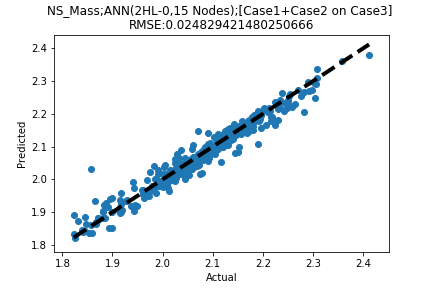 NS_Mass;ANN(2HL-0,15 Nodes);[Case1+Case2 on Case3]
RMSE:0.024829421480250666
2.4
2.3
2.2
2.1
2.0
1.9
1.8
Predicted
1.8 1.9 2.0 2.1 2.2 2.3 2.4
Actual